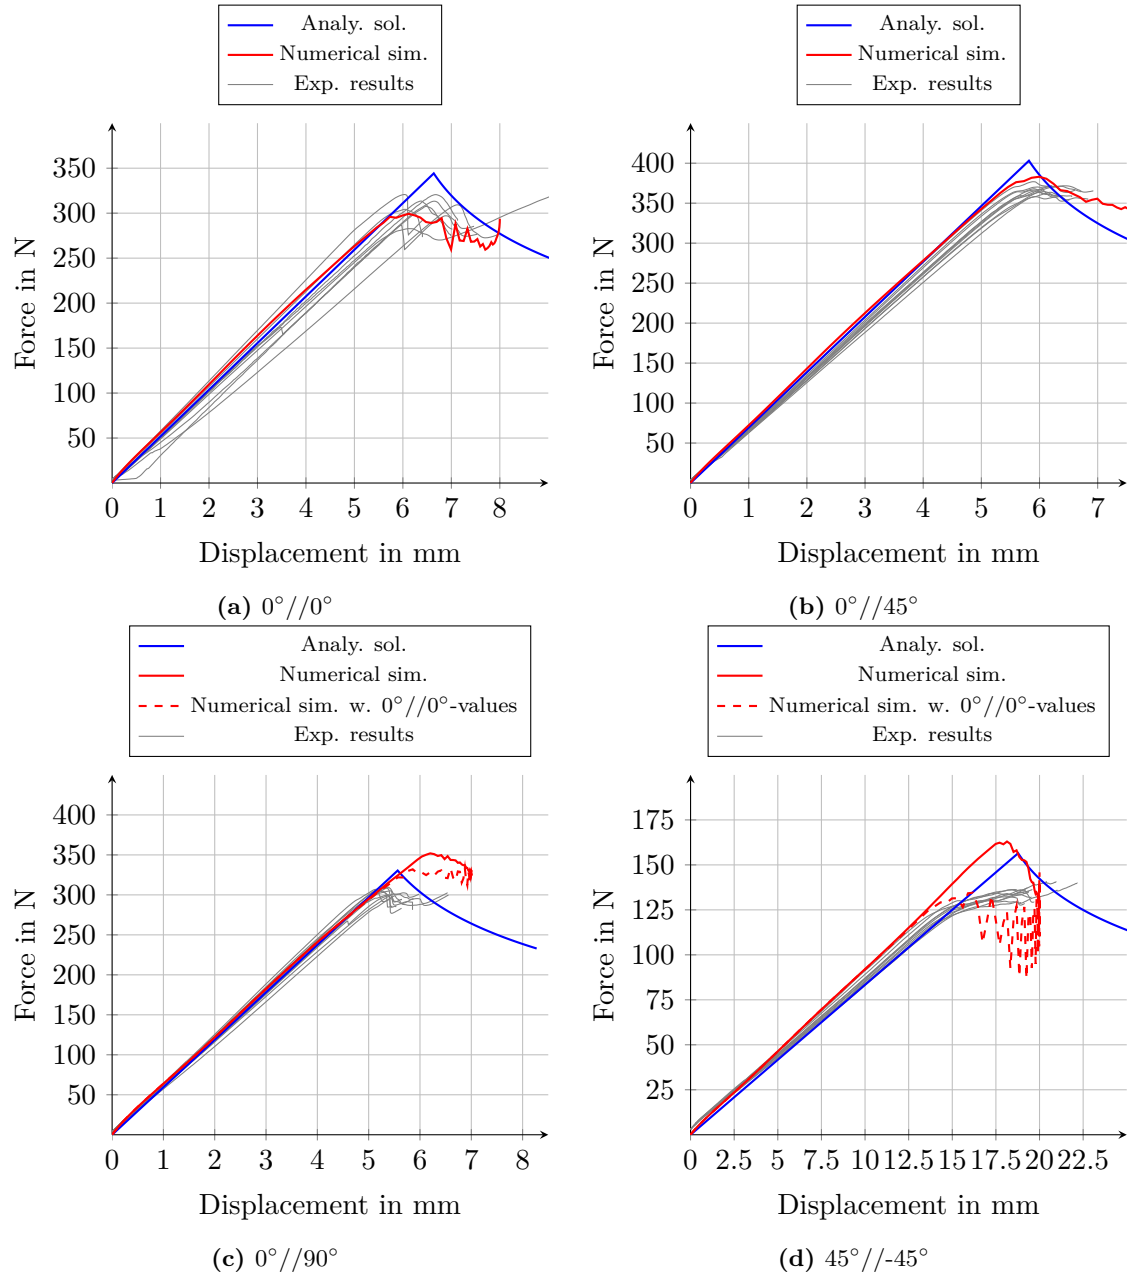 Analy. sol.
Numerical sim.
Exp. results
350
300
250
200
150
100
50
0 1 2 3 4 5 6 7 8
Force in N
Displacement in mm
(a) 0°//0°
Analy. sol.
Numerical sim.
Exp. results
400
350
300
250
200
150
100
50
0 1 2 3 4 5 6 7
Force in N
Displacement in mm
(b) 0°//45°
Analy. sol.
Numerical sim.
Numerical sim. w. 0°//0°-values
Exp. results
400
350
300
250
200
150
100
50
0 1 2 3 4 5 6 7 8
Force in N
Displacement in mm
(c) 0°//90°
Analy. sol.
Numerical sim.
Numerical sim. w. 0°//0°-values
Exp. results
175
150
125
100
75
50
25
0 2.5 5 7.5 10 12.5 15 17.5 20 22.5
Force in N
Displacement in mm
(d) 45°//-45°